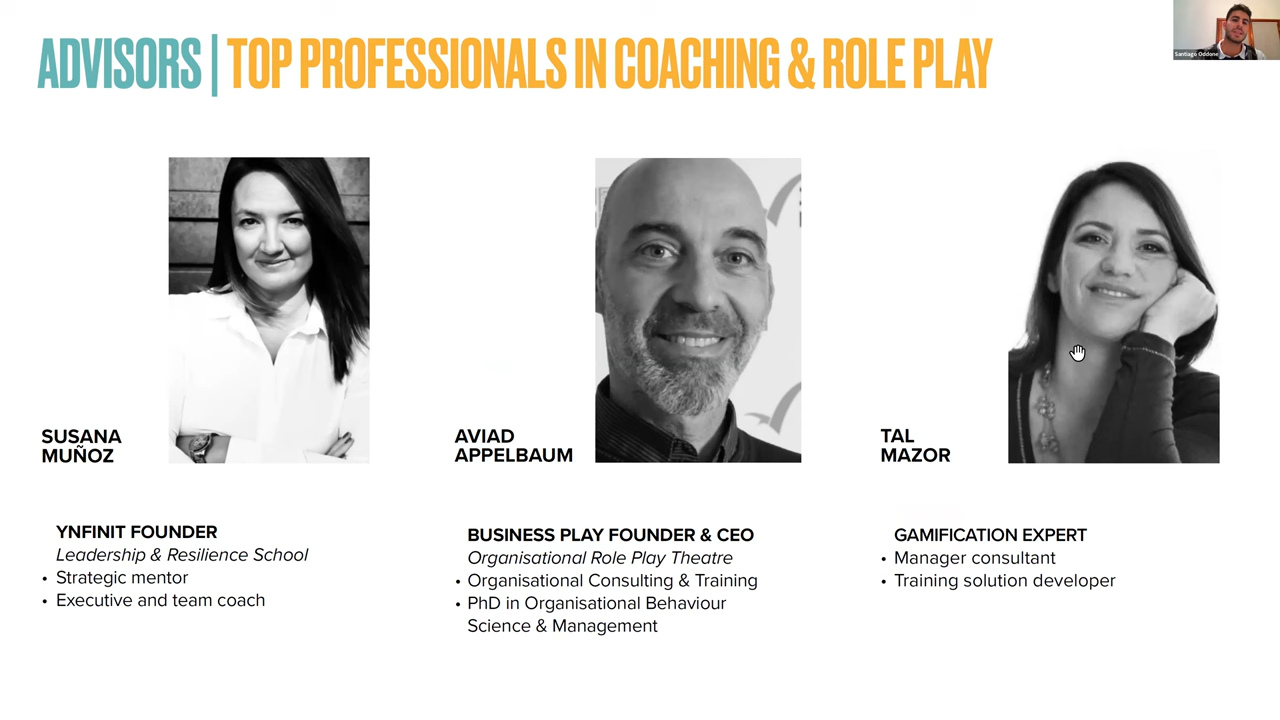 ADVISORS | TOP PROFESSIONALS IN COACHING & ROLE PLAY
Santiago Oddone
SUSANA
MUÑOZ
YNFINIT FOUNDER
Leadership & Resilience School
• Strategic mentor
• Executive and team coach
AVIAD
APPELBAUM
BUSINESS PLAY FOUNDER & CEO
Organisational Role Play Theatre
• Organisational Consulting & Training
• PhD in Organisational Behaviour
Science & Management
TAL
MAZOR
GAMIFICATION EXPERT
• Manager consultant
• Training solution developer